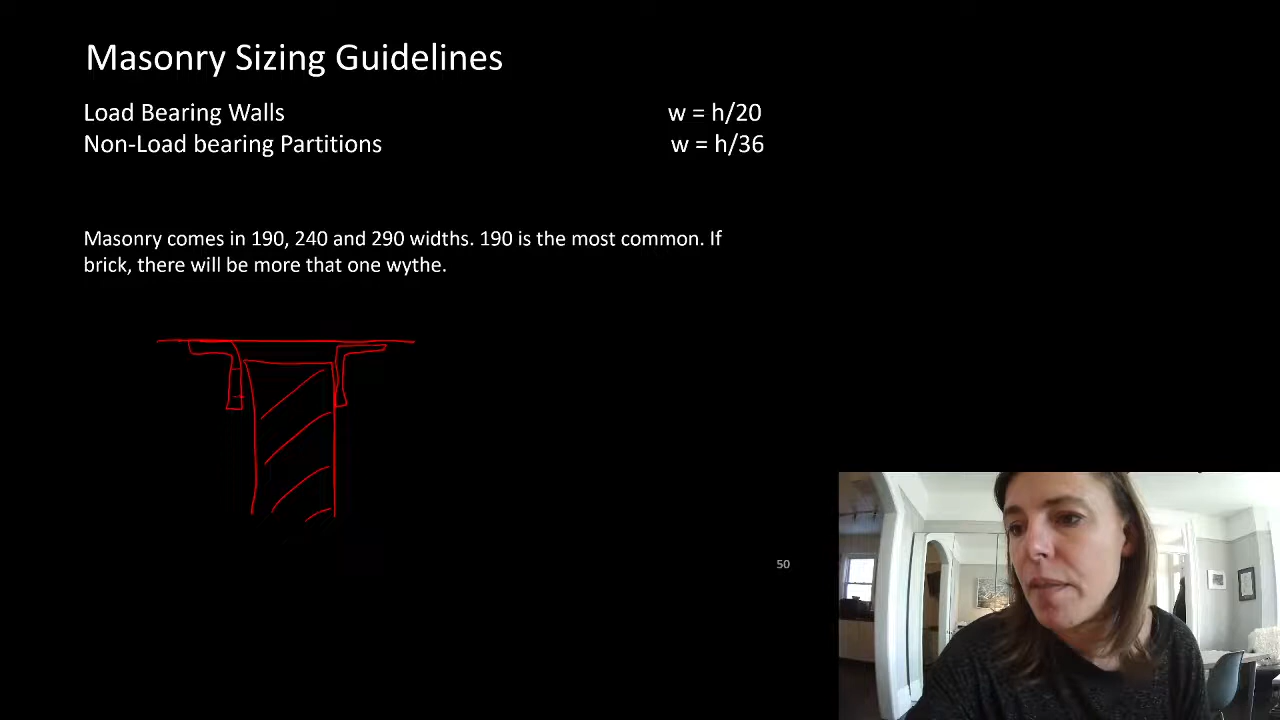 Masonry Sizing Guidelines
Load Bearing Walls w = h/20
Non-Load bearing Partitions w = h/36
Masonry comes in 190, 240 and 290 widths. 190 is the most common. If
brick, there will be more that one wythe.
50